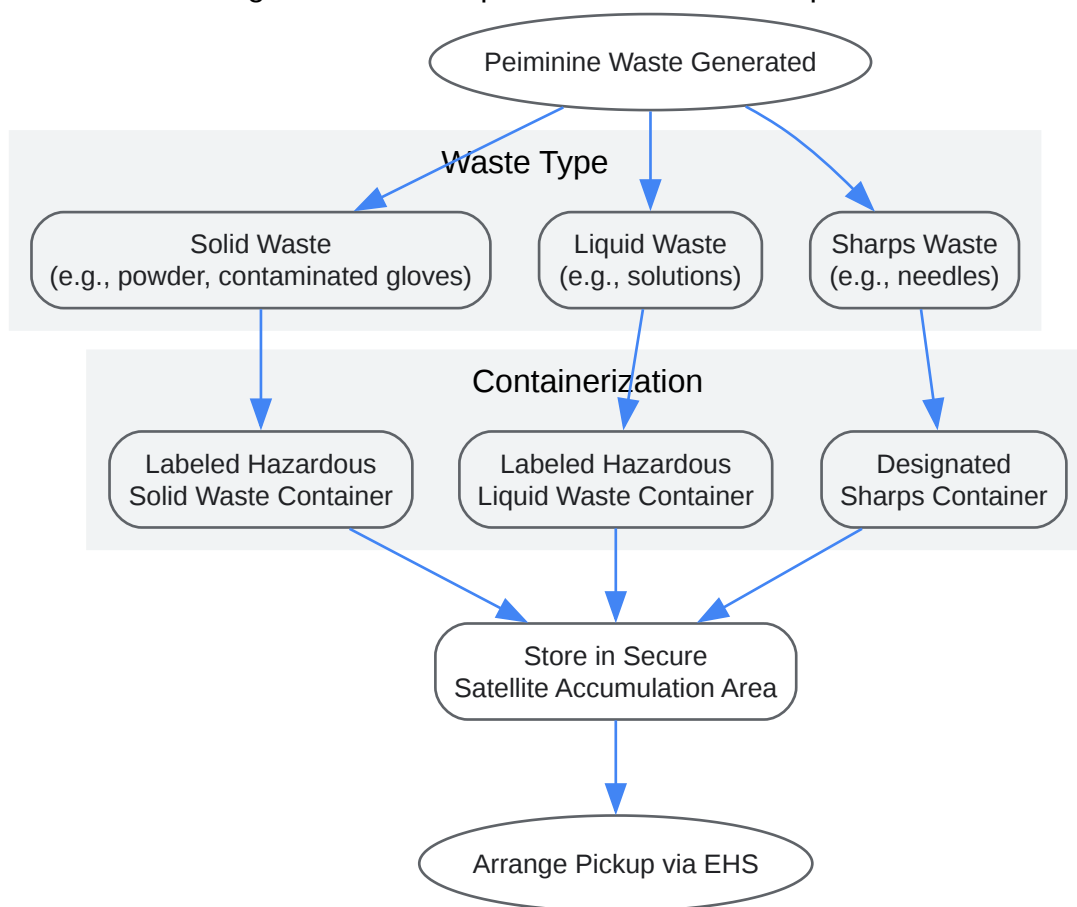 Peiminine Waste Generated
Waste Type
Solid Waste
(e.g., powder, contaminated gloves)
Liquid Waste
(e.g., solutions)
Sharps Waste
(e.g., needles)
Containerization
Labeled Hazardous
Solid Waste Container
Labeled Hazardous
Liquid Waste Container
Designated
Sharps Container
Store in Secure
Satellite Accumulation Area
Arrange Pickup via EHS